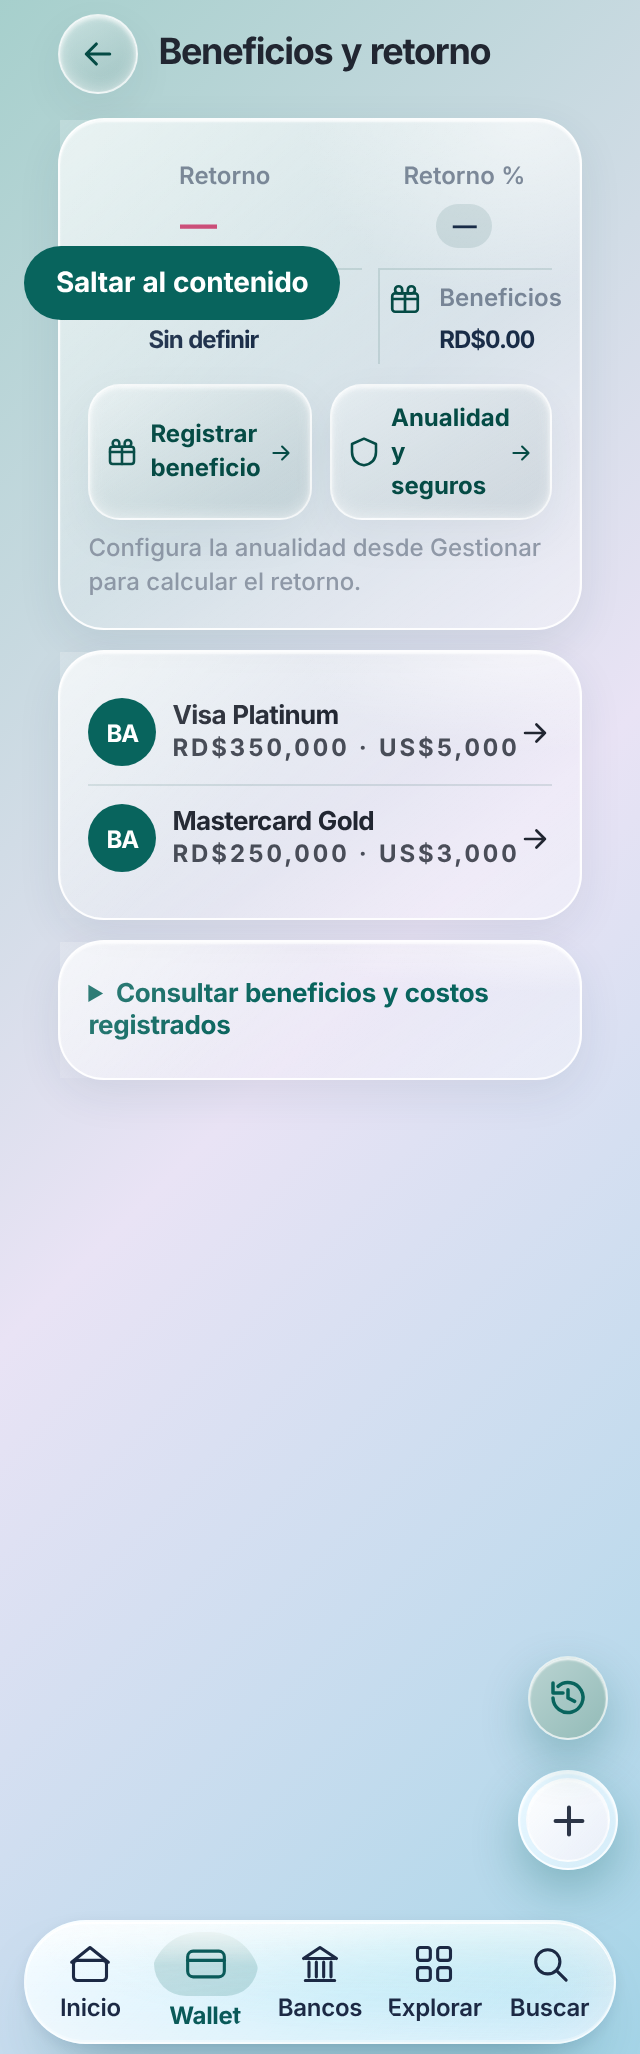 Beneficios y retorno
Retorno
Retorno %
—
—
Saltar al contenido
Beneficios
Sin definir
RD$0.00
Registrar
beneficio
Anualidad
y
seguros
Configura la anualidad desde Gestionar
para calcular el retorno.
BA
Visa Platinum
RD$350,000 · US$5,000
BA
Mastercard Gold
RD$250,000 · US$3,000
Consultar beneficios y costos
registrados
Inicio
Wallet
Bancos
Explorar
Buscar